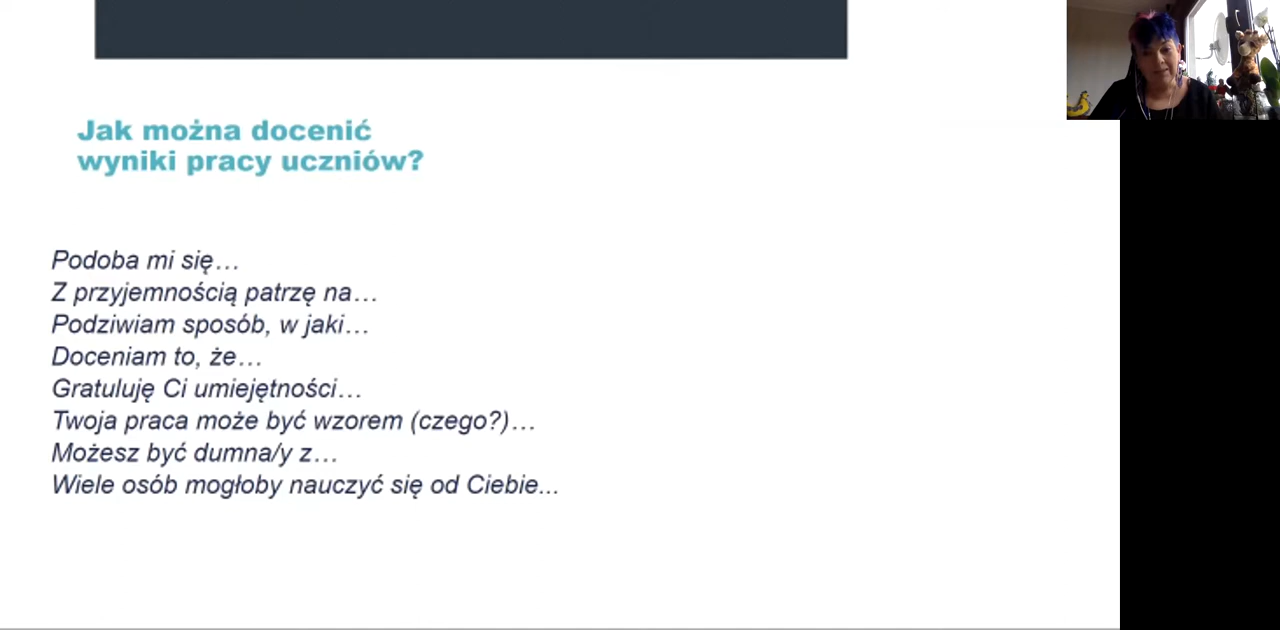 Jak można docenić
wyniki pracy uczniów?
Podoba mi się…
Z przyjemnością patrzę na…
Podziwiam sposób, w jaki…
Doceniam to, że…
Gratuluję Ci umiejętności…
Twoja praca może być wzorem (czego?)…
Możesz być dumna/y z…
Wiele osób mogłoby nauczyć się od Ciebie...